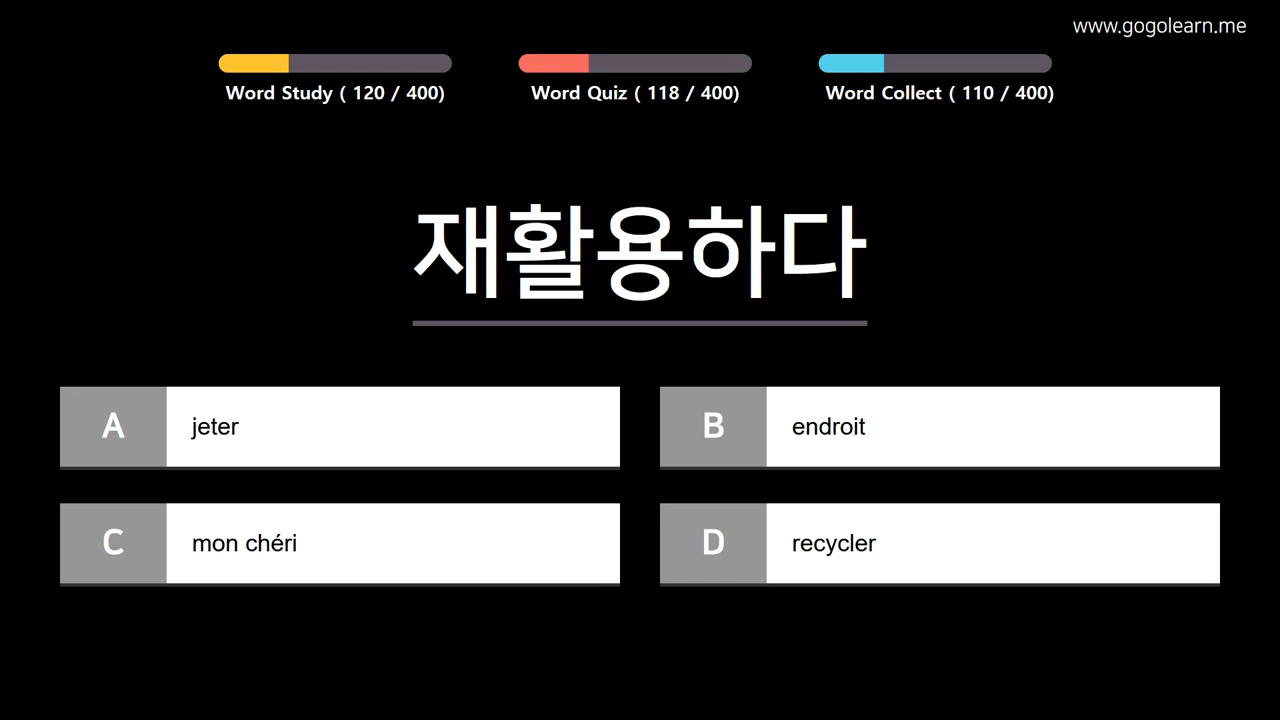 www.gogolearn.me
Word Study ( 120 / 400)
Word Quiz ( 118 / 400)
Word Collect ( 110 / 400)
재활용하다
A jeter
B endroit
C mon chéri
D recycler